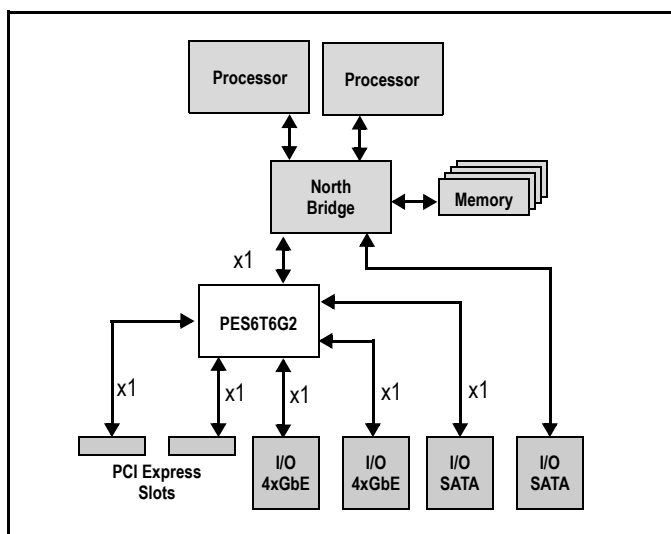 Processor
Processor
North
Bridge
Memory
x1
PES6T6G2
x1
x1
x1
x1
x1
PCI Express
Slots
I/O
4xGbE
I/O
4xGbE
I/O
SATA
I/O
SATA